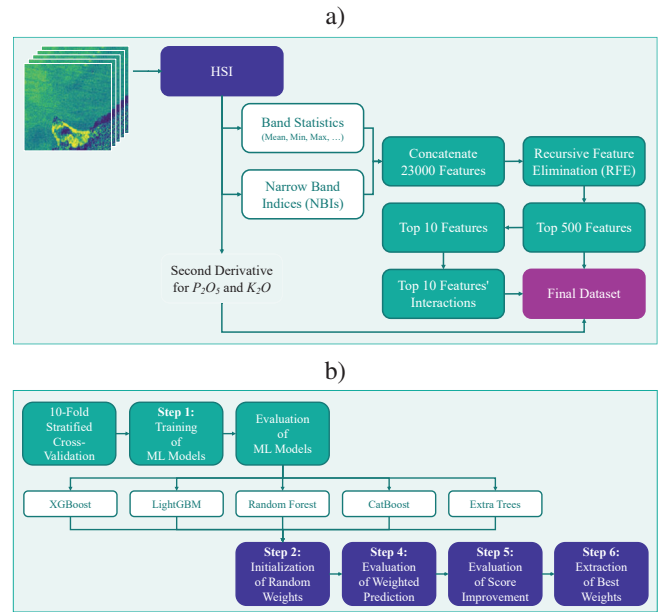 a)
HSI
Band Statistics
(Mean, Min, Max, ...)
Narrow Band
Indices (NBIs)
Concatenate
23000 Features
Recursive Feature
Elimination (RFE)
Top 10 Features
Top 500 Features
Second Derivative
for P₂O₅ and K₂O
Top 10 Features'
Interactions
Final Dataset
b)
10-Fold
Stratified
Cross-
Validation
Step 1:
Training
of
ML Models
Evaluation
of
ML Models
XGBoost
LightGBM
Random Forest
CatBoost
Extra Trees
Step 2:
Initialization
of Random
Weights
Step 4:
Evaluation
of Weighted
Prediction
Step 5:
Evaluation
of Score
Improvement
Step 6:
Extraction
of Best
Weights